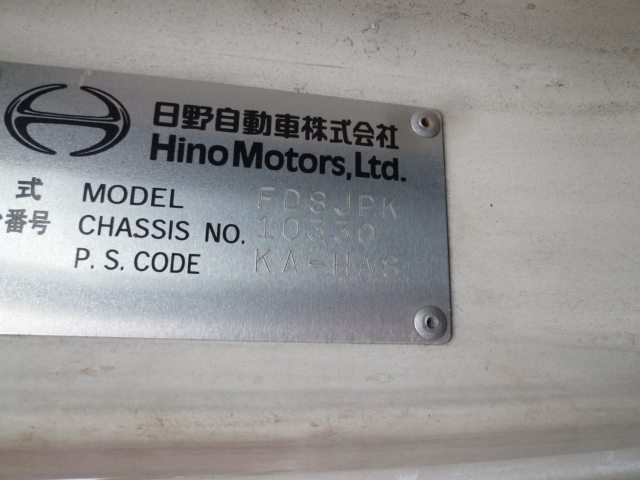 日野自動車株式会社
Hino Motors, Ltd.
式 MODEL FD8JPK
番号 CHASSIS NO. 10330
P. S. CODE KA-HAS